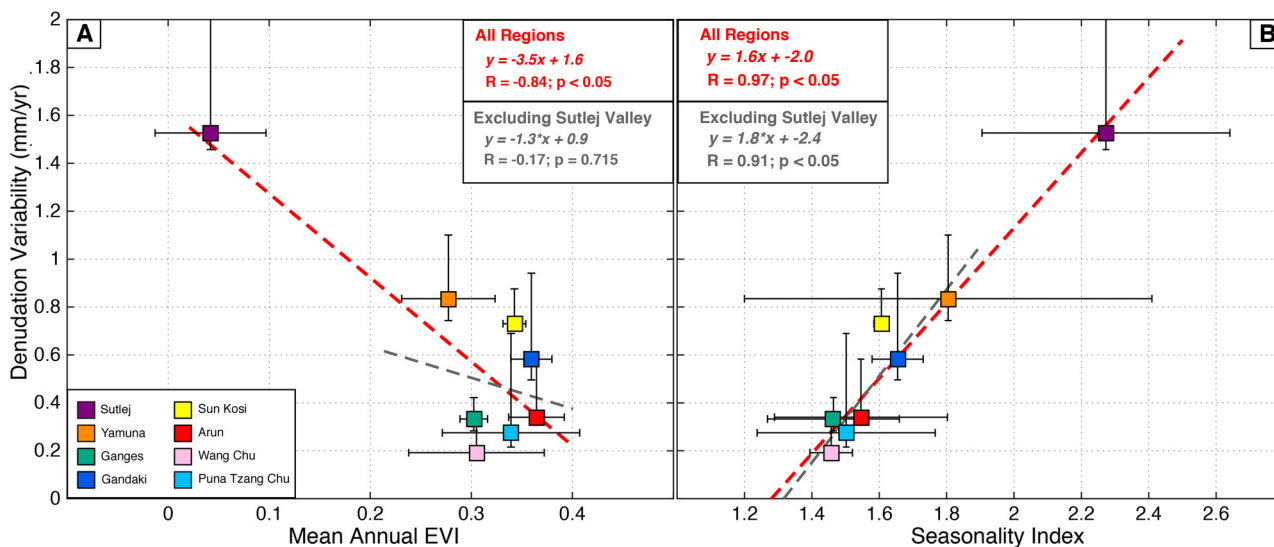 A
B
All Regions
y = -3.5x + 1.6
R = -0.84; p < 0.05
Excluding Sutlej Valley
y = -1.3*x + 0.9
R = -0.17; p = 0.715
All Regions
y = 1.6x + -2.0
R = 0.97; p < 0.05
Excluding Sutlej Valley
y = 1.8*x + -2.4
R = 0.91; p < 0.05
Denudation Variability (mm/yr)
2
1.8
1.6
1.4
1.2
1
0.8
0.6
0.4
0.2
0
Sutlej
Yamuna
Ganges
Gandaki
Sun Kosi
Arun
Wang Chu
Puna Tzang Chu
0 0.1 0.2 0.3 0.4
Mean Annual EVI
1.2 1.4 1.6 1.8 2 2.2 2.4 2.6
Seasonality Index